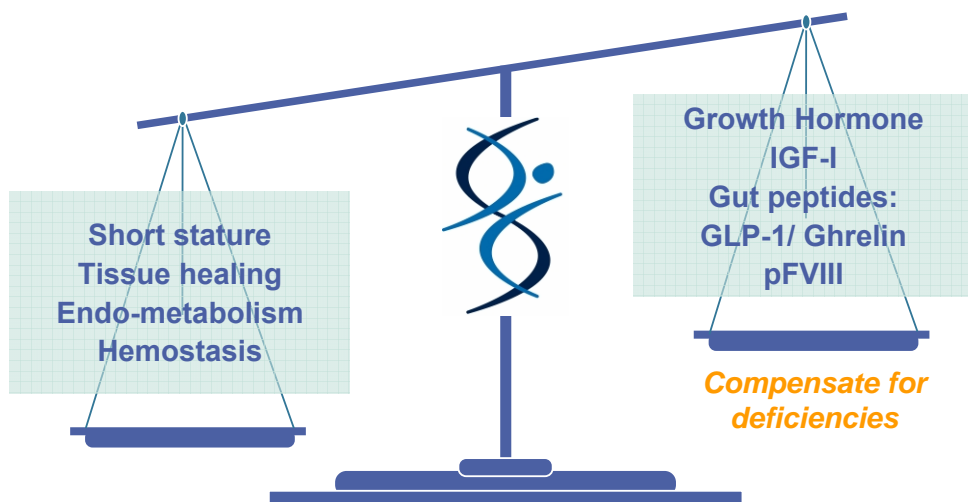 Short stature
Tissue healing
Endo-metabolism
Hemostasis
Growth Hormone
IGF-I
Gut peptides:
GLP-1/ Ghrelin
pFVIII
Compensate for
deficiencies